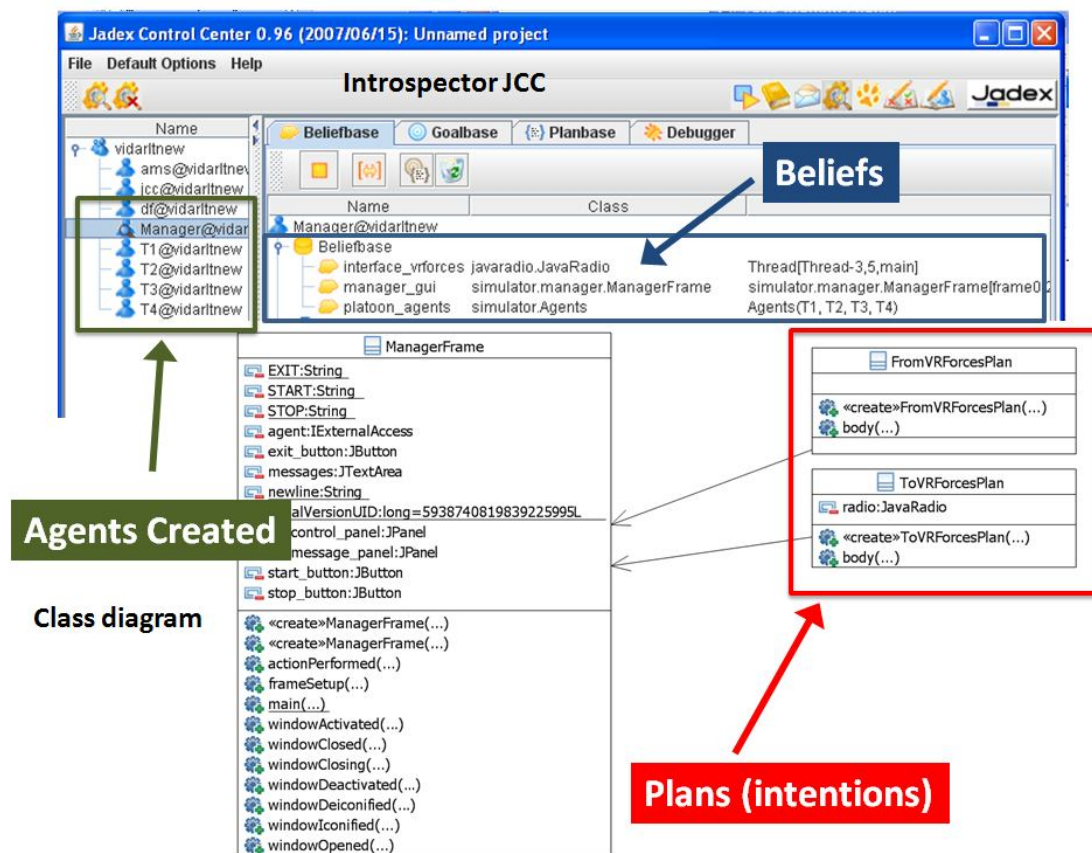 Jadex Control Center 0.96 (2007/06/15): Unnamed project
File Default Options Help
Introspector JCC
Jadex
Name
vidarltnew
ams@vidarltnew
jcc@vidarltnew
df@vidarltnew
Manager@vidar
T1@vidarltnew
T2@vidarltnew
T3@vidarltnew
T4@vidarltnew
Beliefbase Goalbase Planbase Debugger
Beliefs
Name Class
Manager@vidarltnew
Beliefbase
interface_vrforces javaradio.JavaRadio Thread[Thread-3,5,main]
manager_gui simulator.manager.ManagerFrame simulator.manager.ManagerFrame[frame0,2
platoon_agents simulator.Agents Agents(T1, T2, T3, T4)
ManagerFrame
EXIT:String
START:String
STOP:String
agent:IExternalAccess
exit_button:JButton
messages:JTextArea
newline:String
alVersionUID:long=5938740819839225995L
control_panel:JPanel
message_panel:JPanel
start_button:JButton
stop_button:JButton
«create»ManagerFrame(...)
«create»ManagerFrame(...)
actionPerformed(...)
frameSetup(...)
main(...)
windowActivated(...)
windowClosed(...)
windowClosing(...)
windowDeactivated(...)
windowDeiconified(...)
windowIconified(...)
windowOpened(...)
FromVRForcesPlan
«create»FromVRForcesPlan(...)
body(...)
ToVRForcesPlan
radio:JavaRadio
«create»ToVRForcesPlan(...)
body(...)
Agents Created
Class diagram
Plans (intentions)